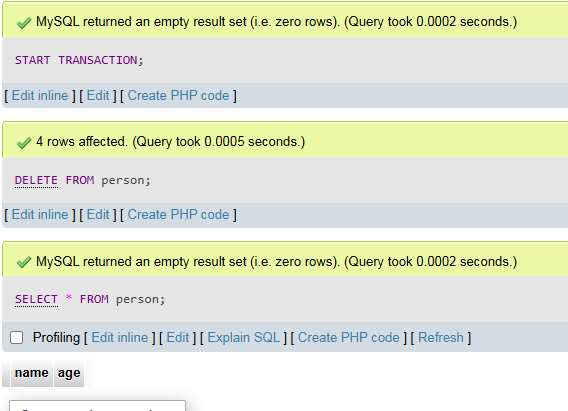 MySQL returned an empty result set (i.e. zero rows). (Query took 0.0002 seconds.)
START TRANSACTION;
[ Edit inline ] [ Edit ] [ Create PHP code ]
4 rows affected. (Query took 0.0005 seconds.)
DELETE FROM person;
[ Edit inline ] [ Edit ] [ Create PHP code ]
MySQL returned an empty result set (i.e. zero rows). (Query took 0.0002 seconds.)
SELECT * FROM person;
Profiling [ Edit inline ] [ Edit ] [ Explain SQL ] [ Create PHP code ] [ Refresh ]
name age